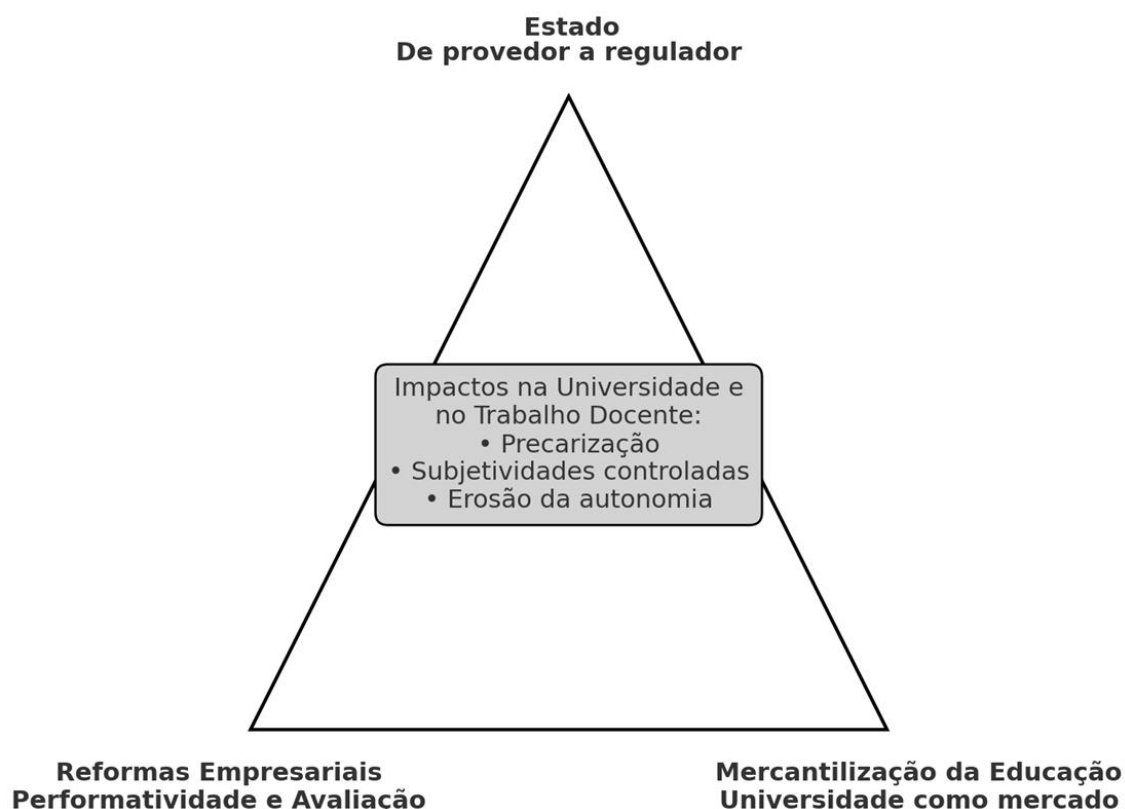 Estado
De provedor a regulador
Impactos na Universidade e
no Trabalho Docente:
• Precarização
• Subjetividades controladas
• Erosão da autonomia
Reformas Empresariais
Performatividade e Avaliação
Mercantilização da Educação
Universidade como mercado